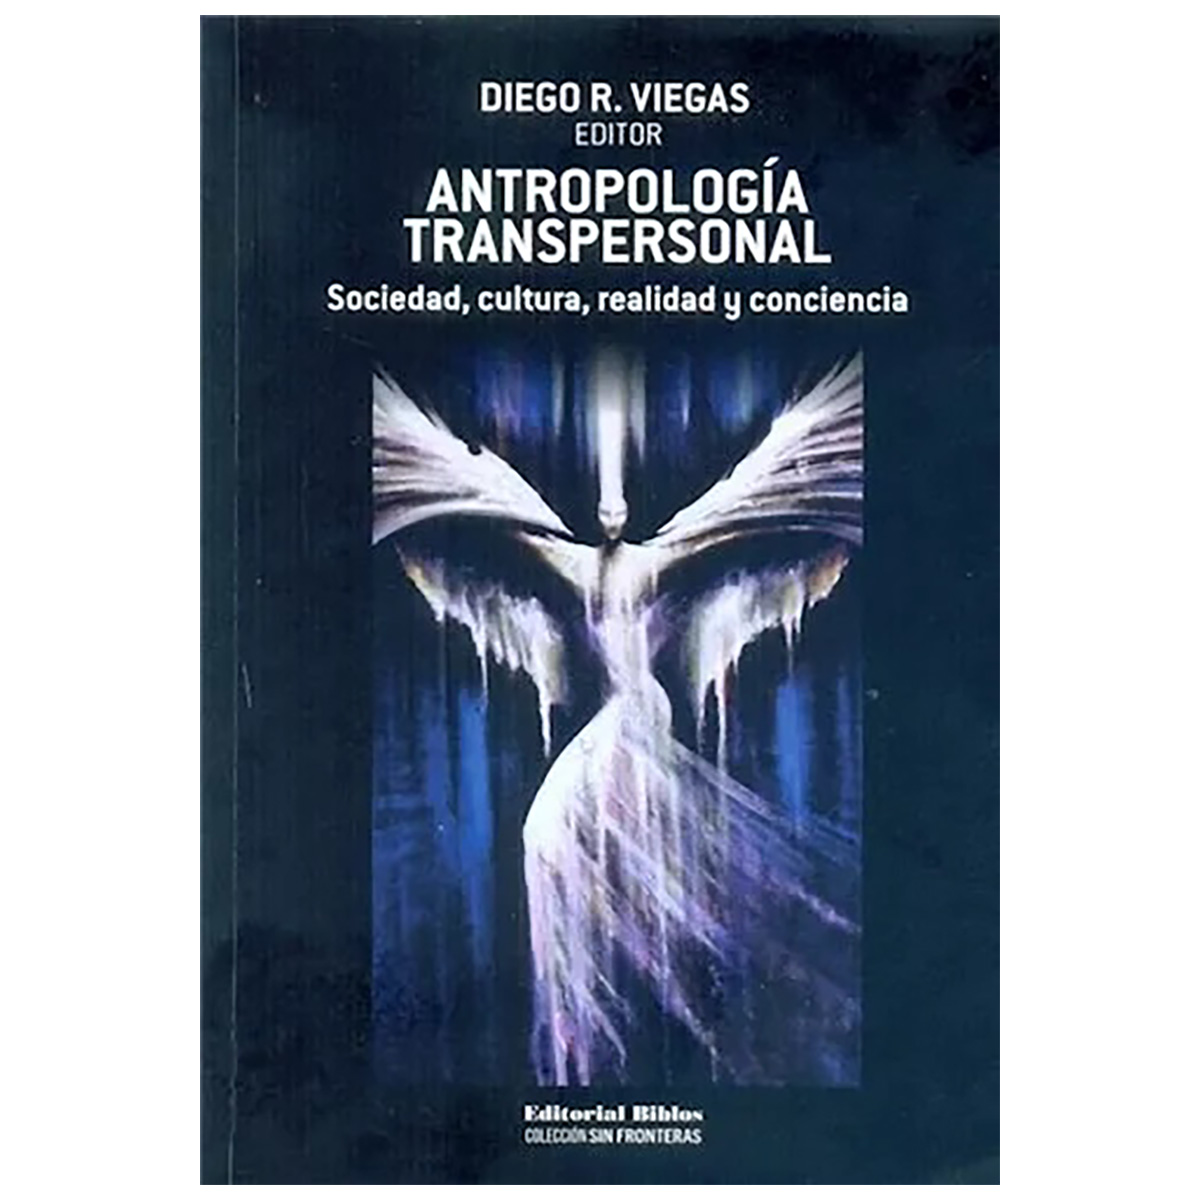 DIEGO R. VIEGAS
EDITOR
ANTROPOLOGÍA
TRANSPERSONAL
Sociedad, cultura, realidad y conciencia
Editorial Biblos
COLECCIÓN SIN FRONTERAS